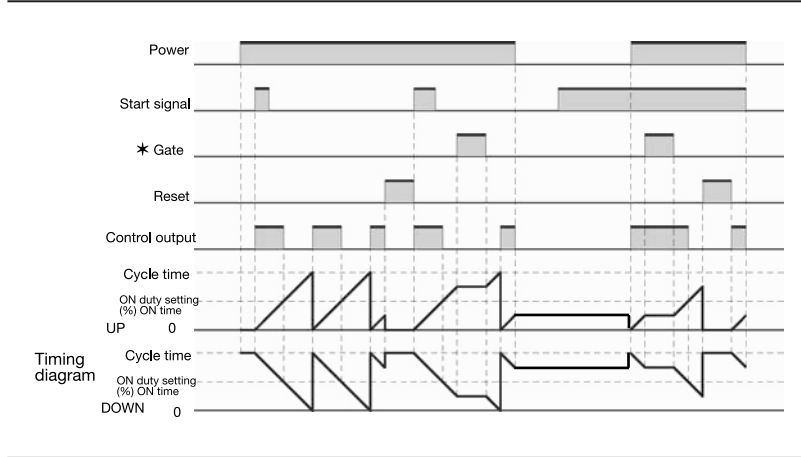 Power
Start signal
✶ Gate
Reset
Control output
Cycle time
ON duty setting
(%) ON time
UP 0
Timing
diagram
Cycle time
ON duty setting
(%) ON time
DOWN 0